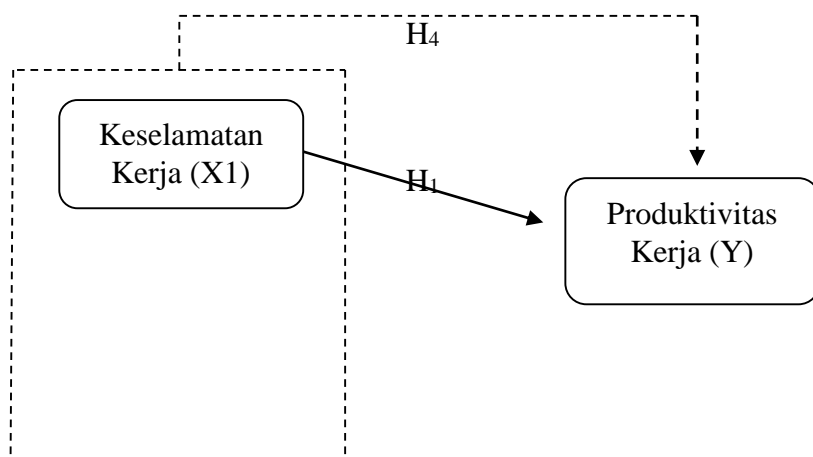 H₄
Keselamatan
Kerja (X1)
H₁
Produktivitas
Kerja (Y)